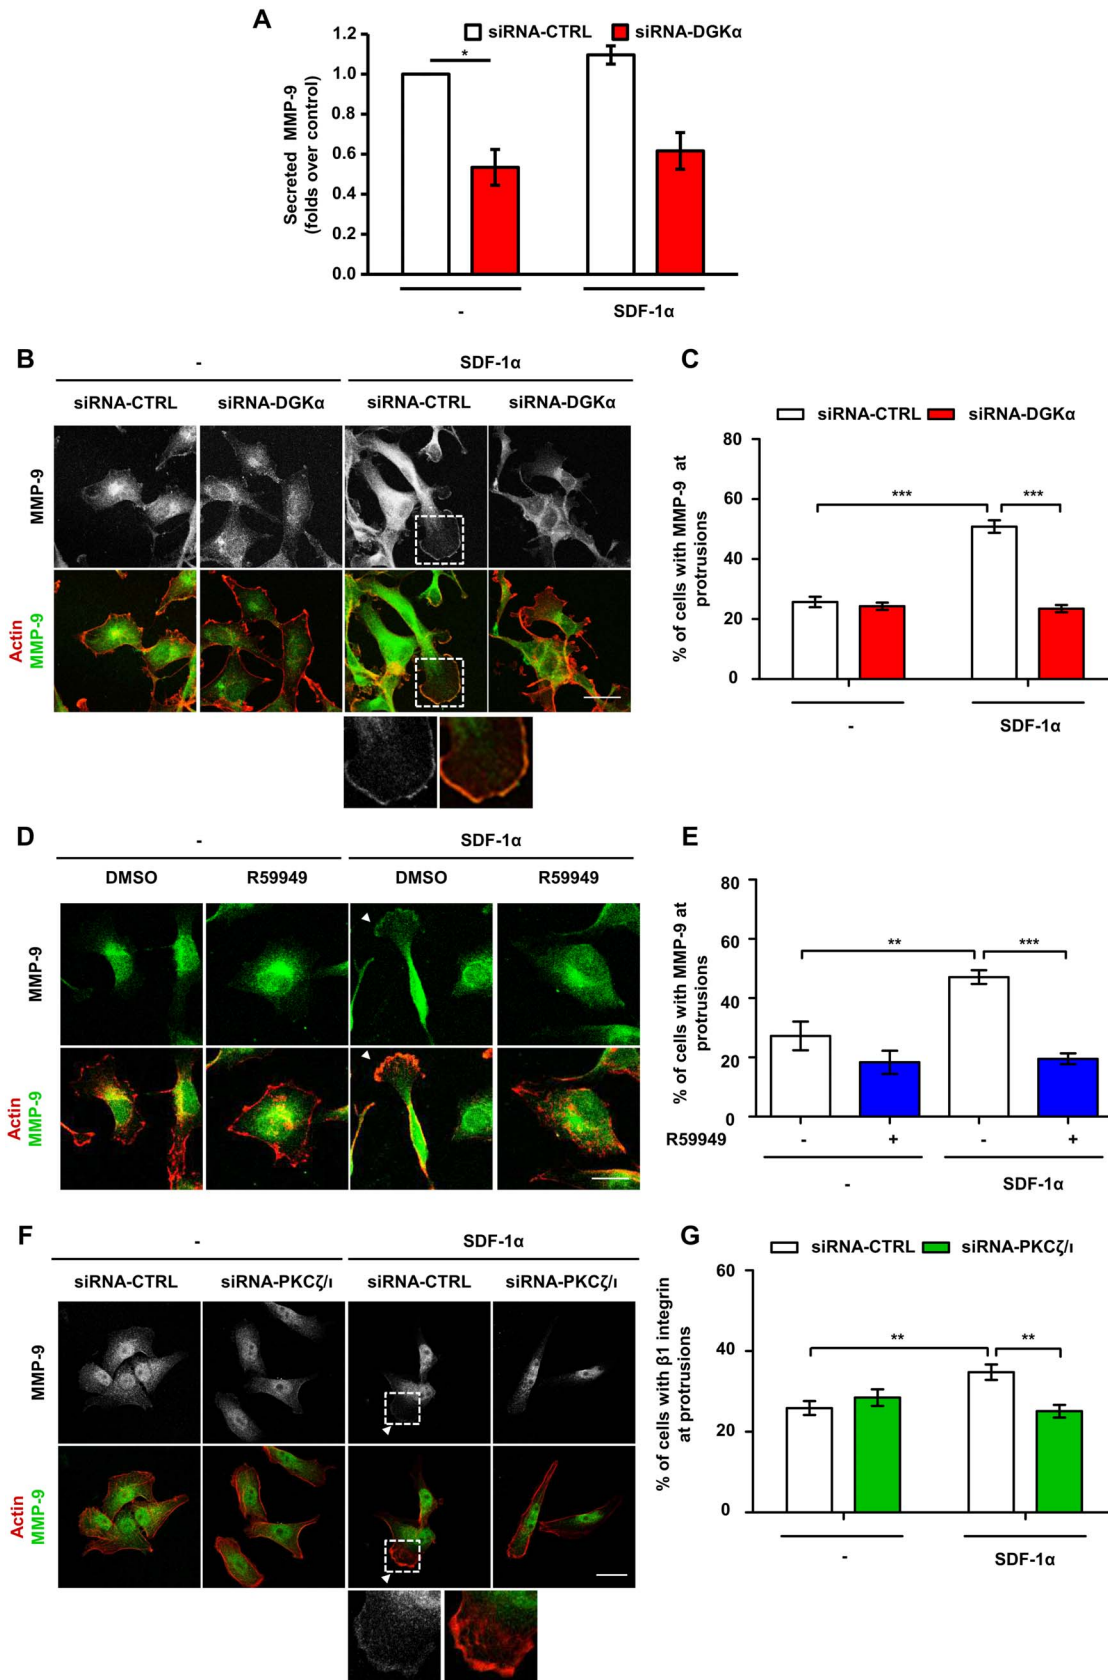 A
siRNA-CTRL siRNA-DGKα
Secreted MMP-9
(folds over control)
1.2
1.0
0.8
0.6
0.4
0.2
0.0
*
- SDF-1α
B
- SDF-1α
siRNA-CTRL siRNA-DGKα siRNA-CTRL siRNA-DGKα
MMP-9
Actin
MMP-9
C
siRNA-CTRL siRNA-DGKα
% of cells with MMP-9 at
protrusions
80
60
40
20
0
*** ***
- SDF-1α
D
- SDF-1α
DMSO R59949 DMSO R59949
MMP-9
Actin
MMP-9
E
% of cells with MMP-9 at
protrusions
80
60
40
20
0
** ***
R59949 - + - +
- SDF-1α
F
- SDF-1α
siRNA-CTRL siRNA-PKCζ/ι siRNA-CTRL siRNA-PKCζ/ι
MMP-9
Actin
MMP-9
G
siRNA-CTRL siRNA-PKCζ/ι
% of cells with β1 integrin
at protrusions
60
40
20
0
** **
- SDF-1α